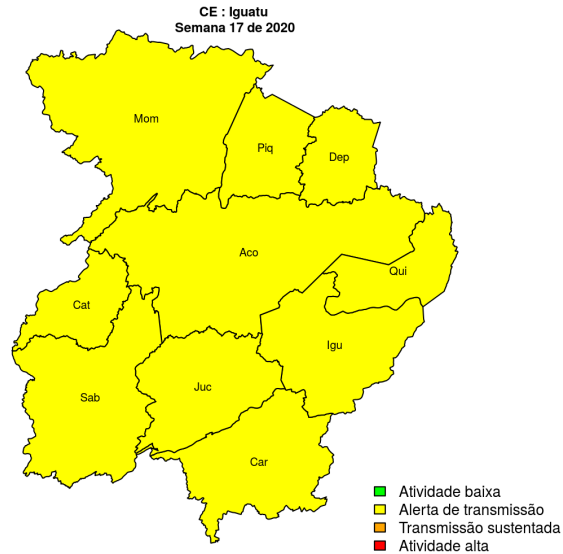 CE : Iguatu
Semana 17 de 2020
Mom
Piq
Dep
Aco
Qui
Cat
Igu
Juc
Sab
Car
Atividade baixa
Alerta de transmissão
Transmissão sustentada
Atividade alta